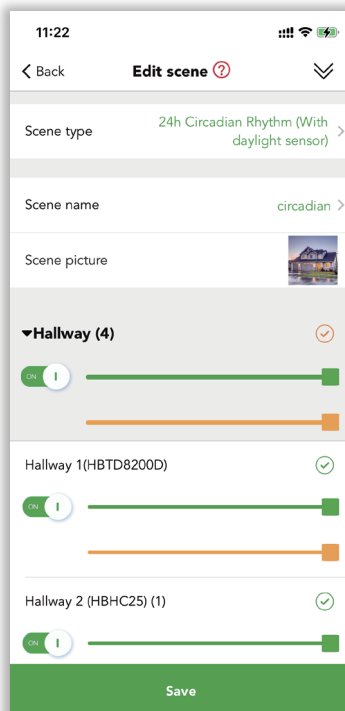 11:22
Back
Edit scene ?
Scene type
24h Circadian Rhythm (With
daylight sensor)
Scene name
circadian
Scene picture
Hallway (4)
ON
Hallway 1(HBTD8200D)
ON
Hallway 2 (HBHC25) (1)
ON
Save